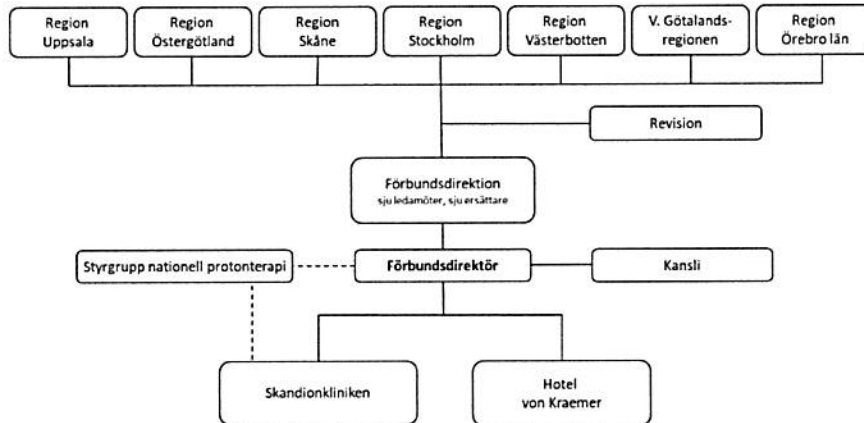 Region
Uppsala
Region
Östergötland
Region
Skåne
Region
Stockholm
Region
Västerbotten
V. Götalands-
regionen
Region
Örebro län
Revision
Förbundsdirektion
sju ledamöter, sju ersättare
Styrgrupp nationell protonterapi
Förbundsdirektör
Kansli
Skandionkliniken
Hotel
von Kraemer